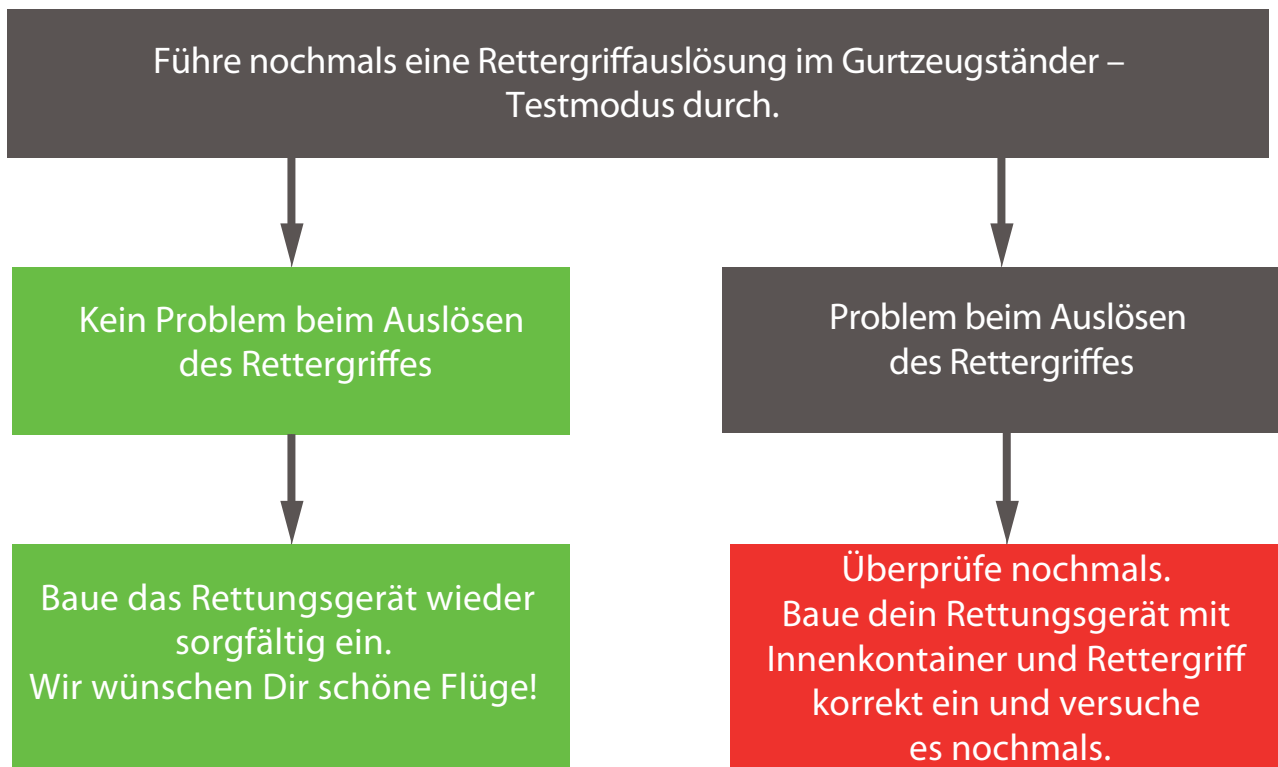 Führe nochmals eine Rettergriffauslösung im Gurtzeugständer –
Testmodus durch.
Kein Problem beim Auslösen
des Rettergriffes
Problem beim Auslösen
des Rettergriffes
Baue das Rettungsgerät wieder
sorgfältig ein.
Wir wünschen Dir schöne Flüge!
Überprüfe nochmals.
Baue dein Rettungsgerät mit
Innenkontainer und Rettergriff
korrekt ein und versuche
es nochmals.